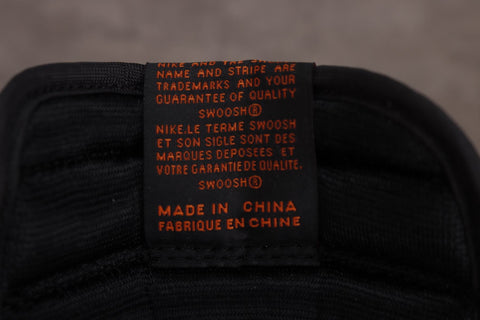 NIKE AND THE
NAME AND STRIPE ARE
TRADEMARKS AND YOUR
GUARANTEE OF QUALITY
SWOOSH®
NIKE.LE TERME SWOOSH
ET SON SIGLE SONT DES
MARQUES DEPOSEES ET
VOTRE GARANTIE DE QUALITE.
SWOOSH®
MADE IN CHINA
FABRIQUE EN CHINE